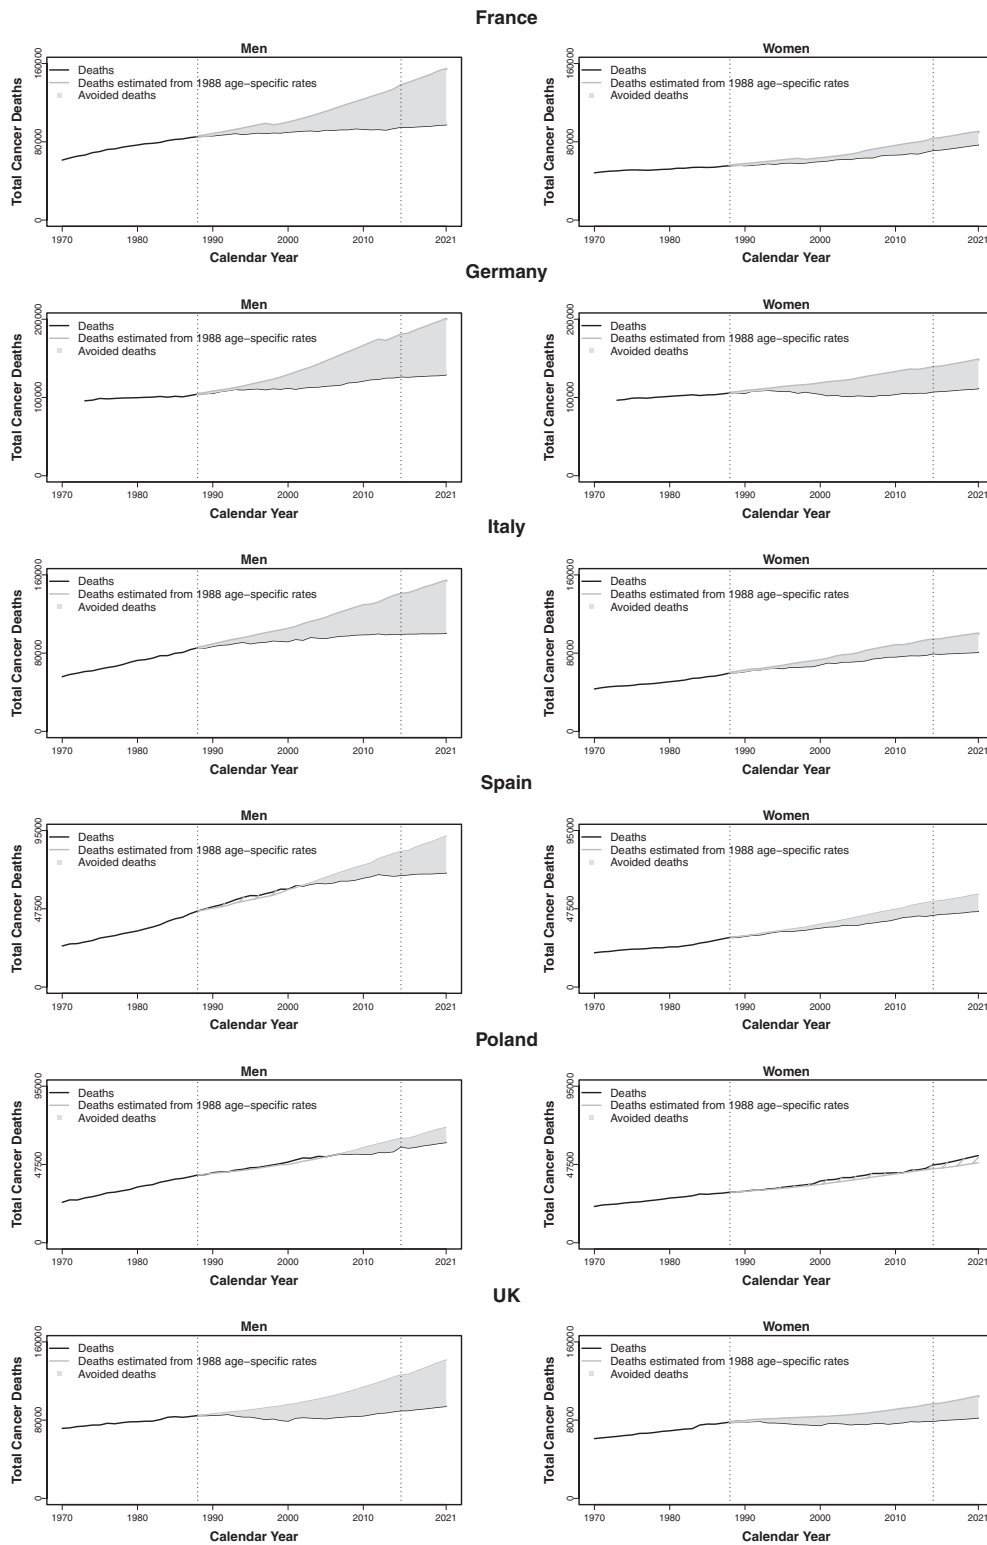 France
Men
Women
160000
80000
0
Total Cancer Deaths
Deaths
Deaths estimated from 1988 age-specific rates
Avoided deaths
1970 1980 1990 2000 2010 2021
Calendar Year
160000
80000
0
Total Cancer Deaths
Deaths
Deaths estimated from 1988 age-specific rates
Avoided deaths
1970 1980 1990 2000 2010 2021
Calendar Year
Germany
Men
Women
200000
100000
0
Total Cancer Deaths
Deaths
Deaths estimated from 1988 age-specific rates
Avoided deaths
1970 1980 1990 2000 2010 2021
Calendar Year
200000
100000
0
Total Cancer Deaths
Deaths
Deaths estimated from 1988 age-specific rates
Avoided deaths
1970 1980 1990 2000 2010 2021
Calendar Year
Italy
Men
Women
160000
80000
0
Total Cancer Deaths
Deaths
Deaths estimated from 1988 age-specific rates
Avoided deaths
1970 1980 1990 2000 2010 2021
Calendar Year
160000
80000
0
Total Cancer Deaths
Deaths
Deaths estimated from 1988 age-specific rates
Avoided deaths
1970 1980 1990 2000 2010 2021
Calendar Year
Spain
Men
Women
95000
47500
0
Total Cancer Deaths
Deaths
Deaths estimated from 1988 age-specific rates
Avoided deaths
1970 1980 1990 2000 2010 2021
Calendar Year
95000
47500
0
Total Cancer Deaths
Deaths
Deaths estimated from 1988 age-specific rates
Avoided deaths
1970 1980 1990 2000 2010 2021
Calendar Year
Poland
Men
Women
95000
47500
0
Total Cancer Deaths
Deaths
Deaths estimated from 1988 age-specific rates
Avoided deaths
1970 1980 1990 2000 2010 2021
Calendar Year
95000
47500
0
Total Cancer Deaths
Deaths
Deaths estimated from 1988 age-specific rates
Avoided deaths
1970 1980 1990 2000 2010 2021
Calendar Year
UK
Men
Women
160000
80000
0
Total Cancer Deaths
Deaths
Deaths estimated from 1988 age-specific rates
Avoided deaths
1970 1980 1990 2000 2010 2021
Calendar Year
160000
80000
0
Total Cancer Deaths
Deaths
Deaths estimated from 1988 age-specific rates
Avoided deaths
1970 1980 1990 2000 2010 2021
Calendar Year